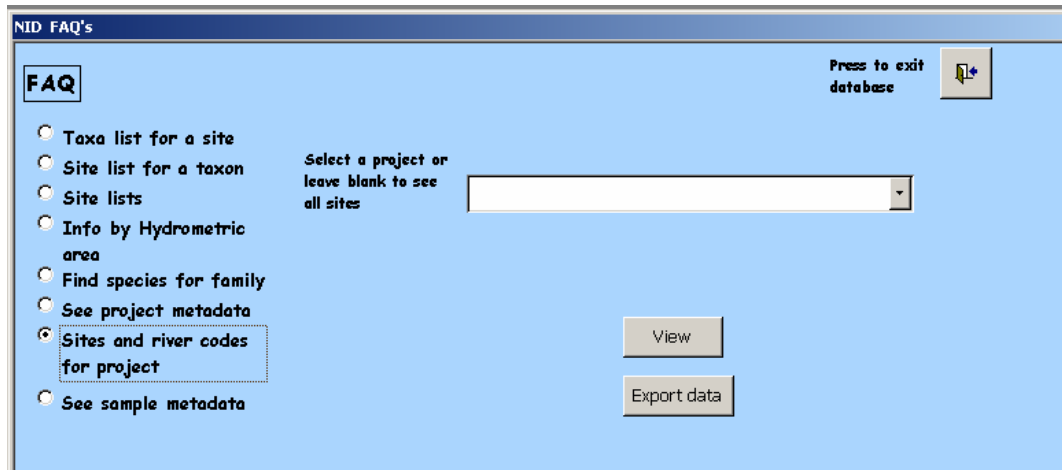 NID FAQ's
FAQ
Press to exit
database
Taxa list for a site
Site list for a taxon
Site lists
Info by Hydrometric
area
Find species for family
See project metadata
Sites and river codes
for project
See sample metadata
Select a project or
leave blank to see
all sites
View
Export data